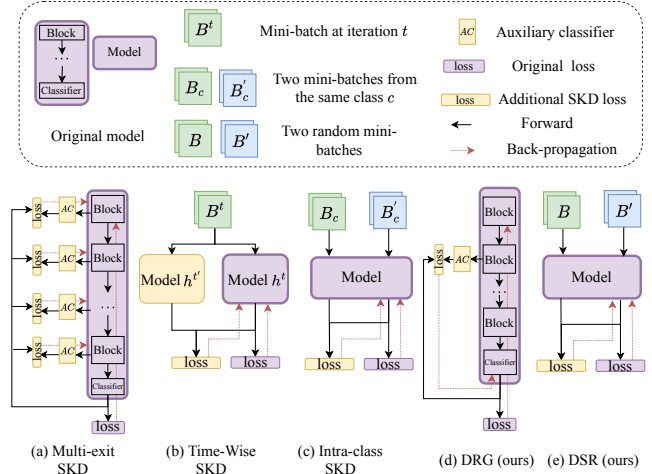 Block
...
Classifier
Model
Original model
B^t
Mini-batch at iteration t
B_c
B'_c
Two mini-batches from
the same class c
B
B'
Two random mini-
batches
AC
Auxiliary classifier
loss
Original loss
loss
Additional SKD loss
Forward
Back-propagation
loss
AC
Block
loss
AC
Block
loss
AC
...
loss
AC
Block
Classifier
loss
(a) Multi-exit
SKD
B^t
Model h^{t'}
Model h^t
loss
loss
(b) Time-Wise
SKD
B_c
B'_c
Model
loss
loss
(c) Intra-class
SKD
Block
loss
AC
Block
...
Block
Classifier
loss
(d) DRG (ours)
B
B'
Model
loss
loss
(e) DSR (ours)